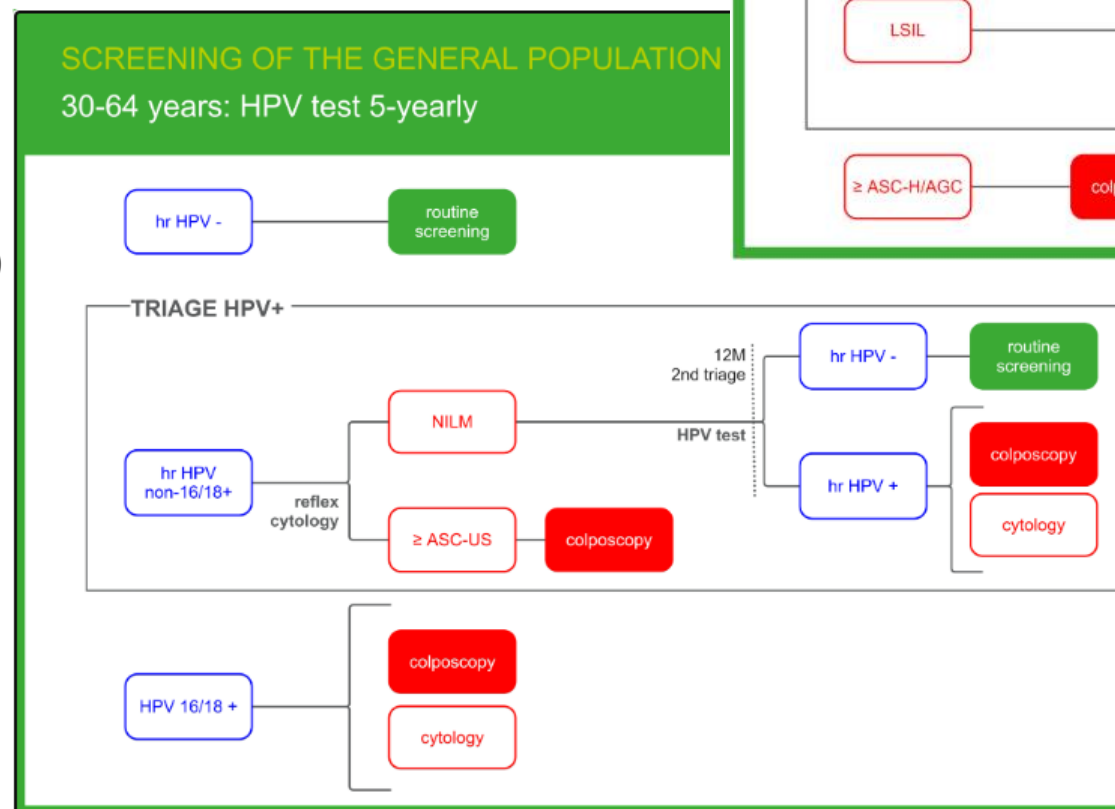 SCREENING OF THE GENERAL POPULATION
30-64 years: HPV test 5-yearly
LSIL
≥ ASC-H/AGC
hr HPV -
routine
screening
TRIAGE HPV+
12M
2nd triage
HPV test
hr HPV -
routine
screening
NILM
hr HPV
non-16/18+
reflex
cytology
≥ ASC-US
colposcopy
hr HPV +
colposcopy
cytology
HPV 16/18 +
colposcopy
cytology